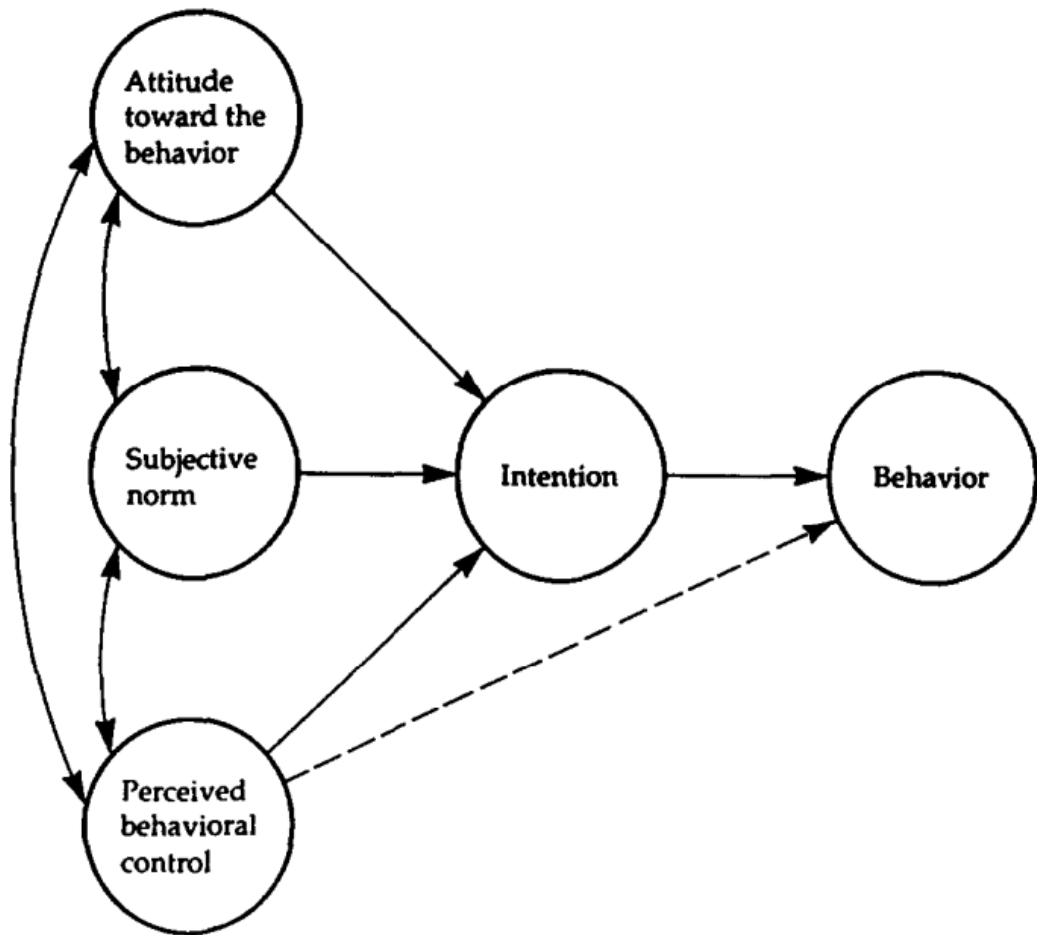 Attitude
toward the
behavior
Subjective
norm
Intention
Behavior
Perceived
behavioral
control